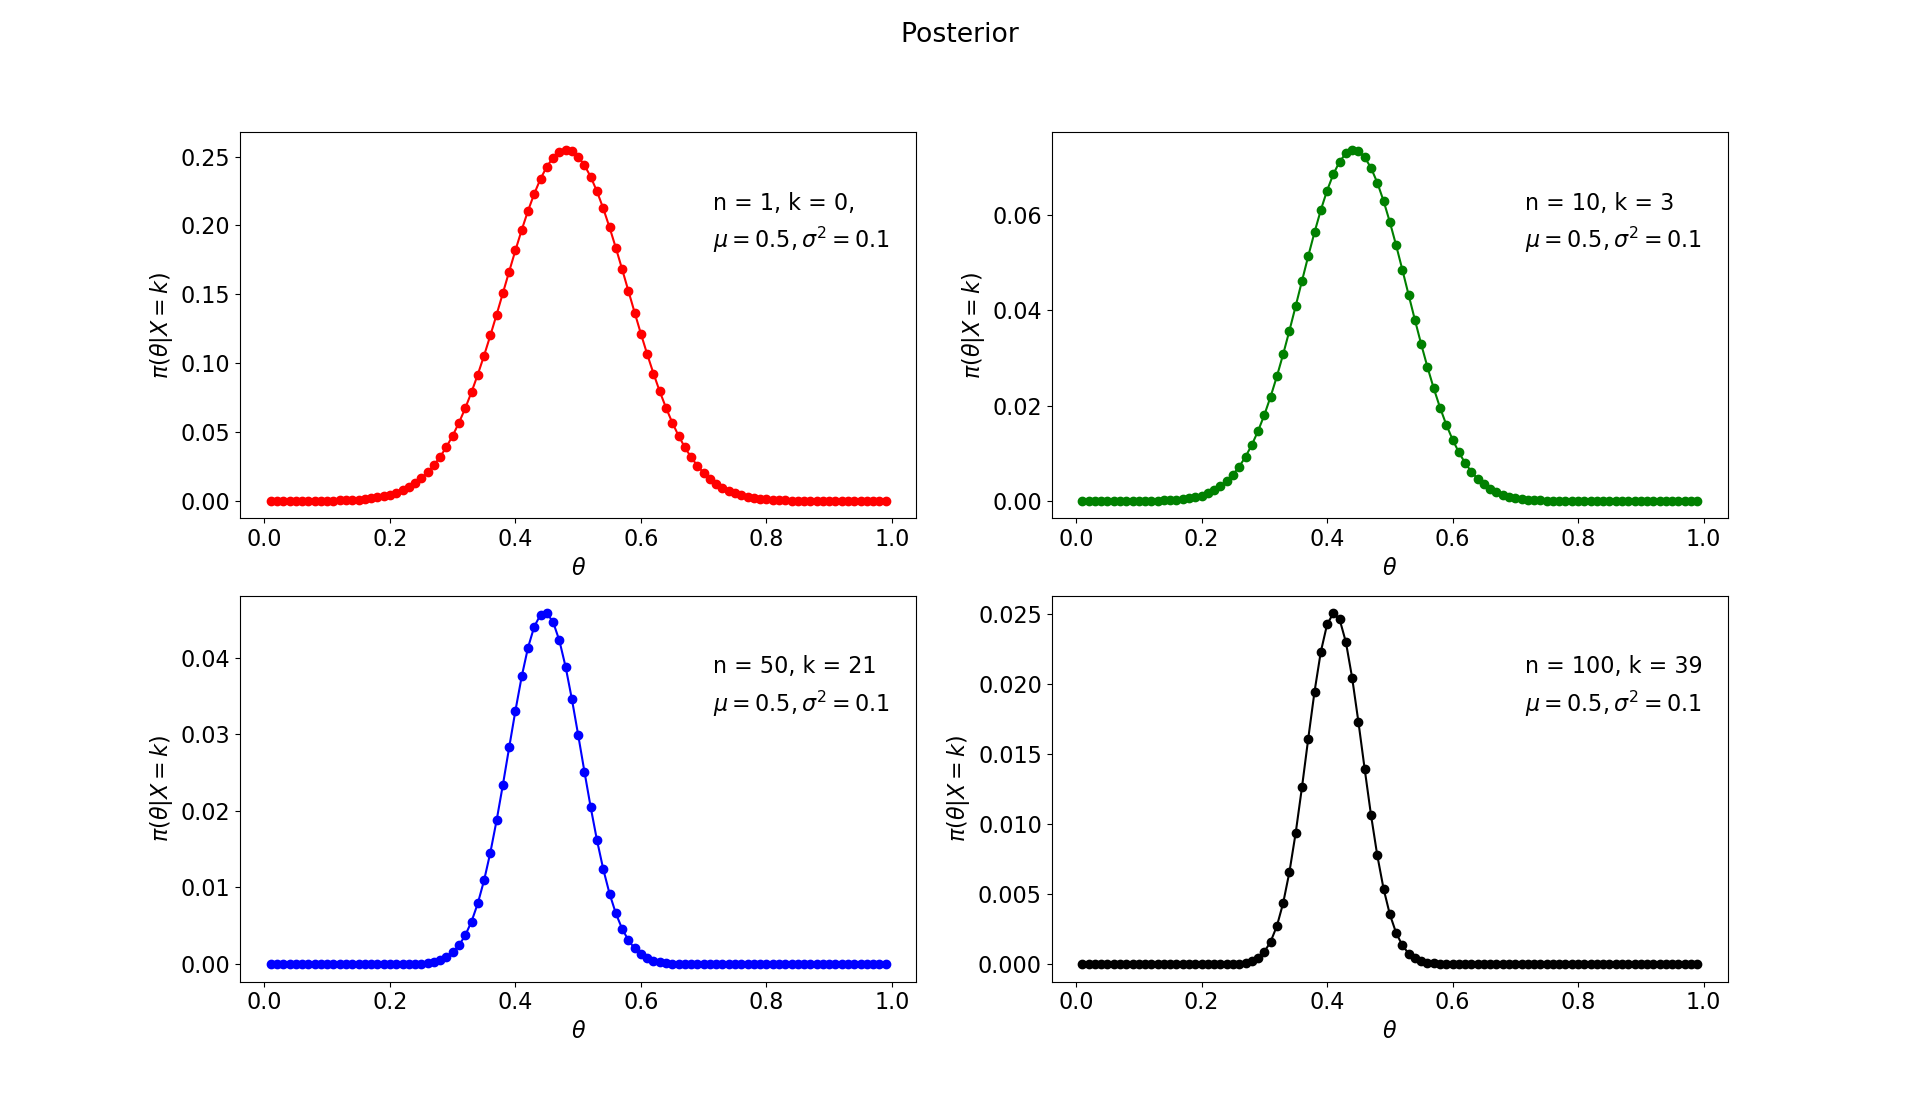 Posterior
0.25
0.20
0.15
0.10
0.05
0.00
π(θ|X = k)
n = 1, k = 0,
μ = 0.5, σ² = 0.1
0.0 0.2 0.4 0.6 0.8 1.0
θ
0.06
0.04
0.02
0.00
π(θ|X = k)
n = 10, k = 3
μ = 0.5, σ² = 0.1
0.0 0.2 0.4 0.6 0.8 1.0
θ
0.04
0.03
0.02
0.01
0.00
π(θ|X = k)
n = 50, k = 21
μ = 0.5, σ² = 0.1
0.0 0.2 0.4 0.6 0.8 1.0
θ
0.025
0.020
0.015
0.010
0.005
0.000
π(θ|X = k)
n = 100, k = 39
μ = 0.5, σ² = 0.1
0.0 0.2 0.4 0.6 0.8 1.0
θ